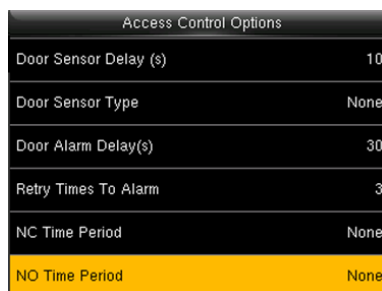 Access Control Options
Door Sensor Delay (s) 10
Door Sensor Type None
Door Alarm Delay(s) 30
Retry Times To Alarm 3
NC Time Period None
NO Time Period None